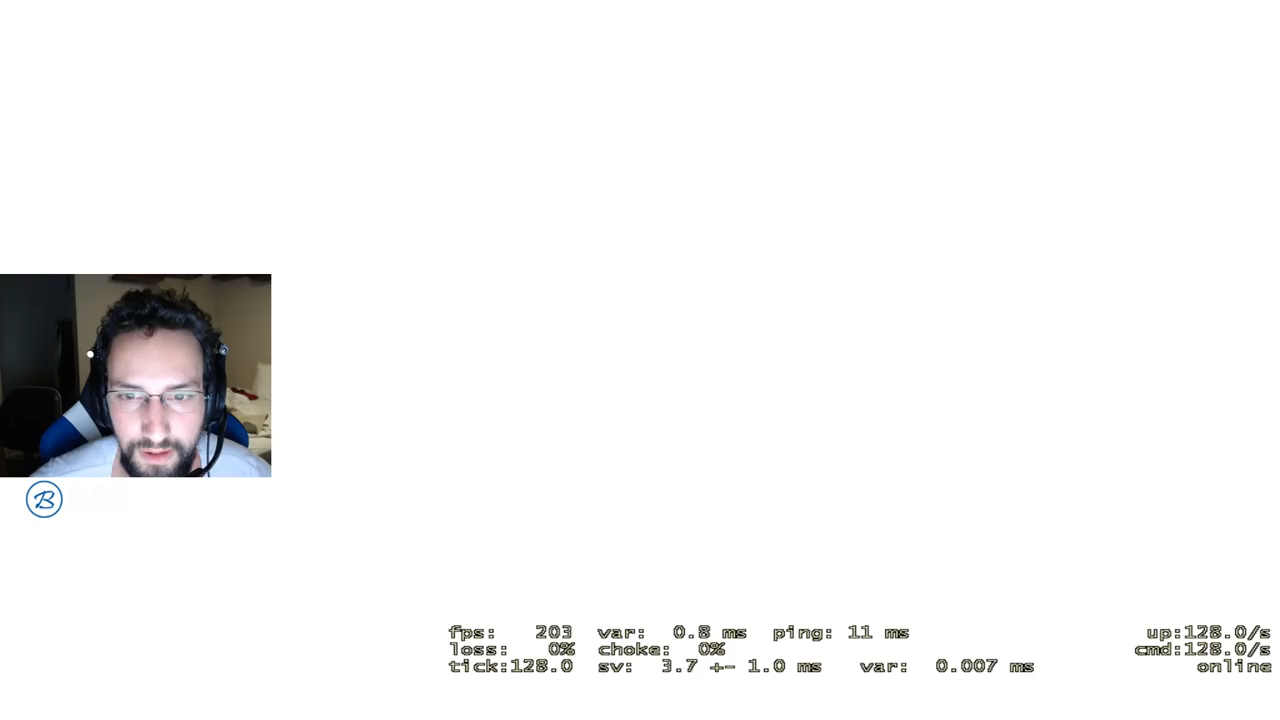 B
fps: 203 var: 0.8 ms ping: 11 ms up:128.0/s
loss: 0% choke: 0% cmd:128.0/s
tick:128.0 sv: 3.7 +- 1.0 ms var: 0.007 ms online